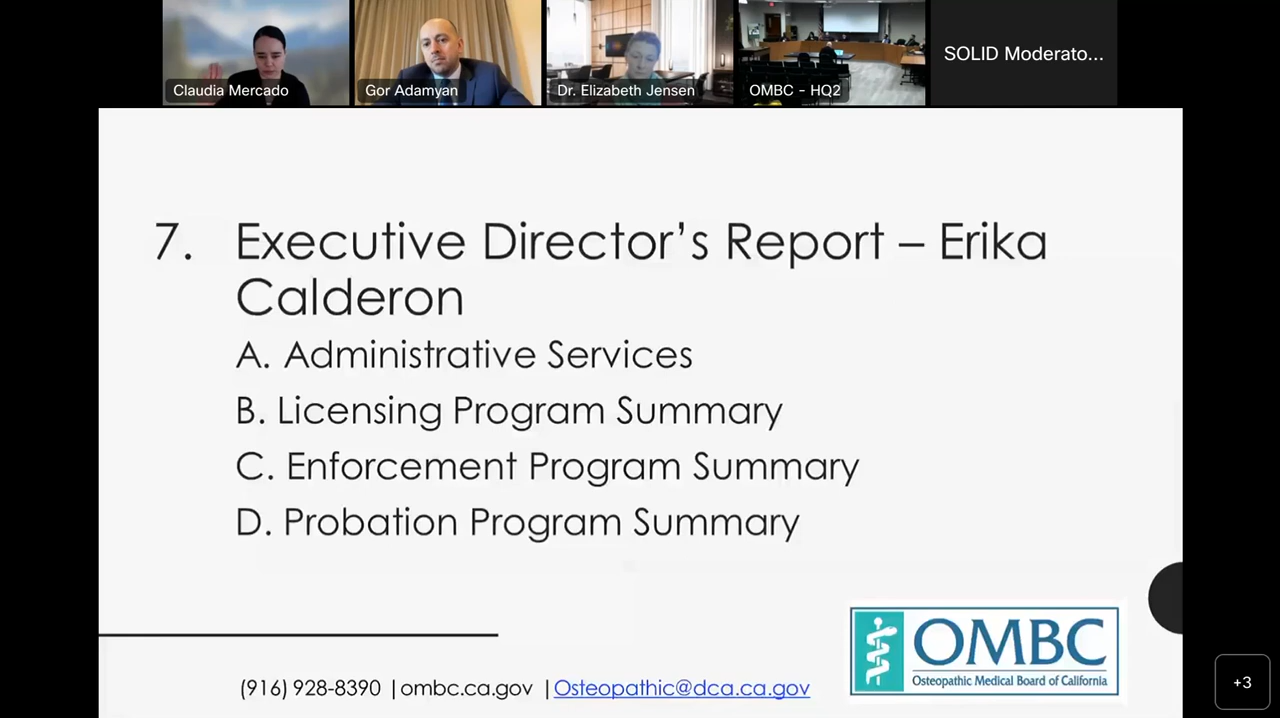 Claudia Mercado
Gor Adamyan
Dr. Elizabeth Jensen
OMBC - HQ2
SOLID Moderato...
7. Executive Director’s Report – Erika
Calderon
A. Administrative Services
B. Licensing Program Summary
C. Enforcement Program Summary
D. Probation Program Summary
OMBC
Osteopathic Medical Board of California
(916) 928-8390 |ombc.ca.gov |Osteopathic@dca.ca.gov
+3